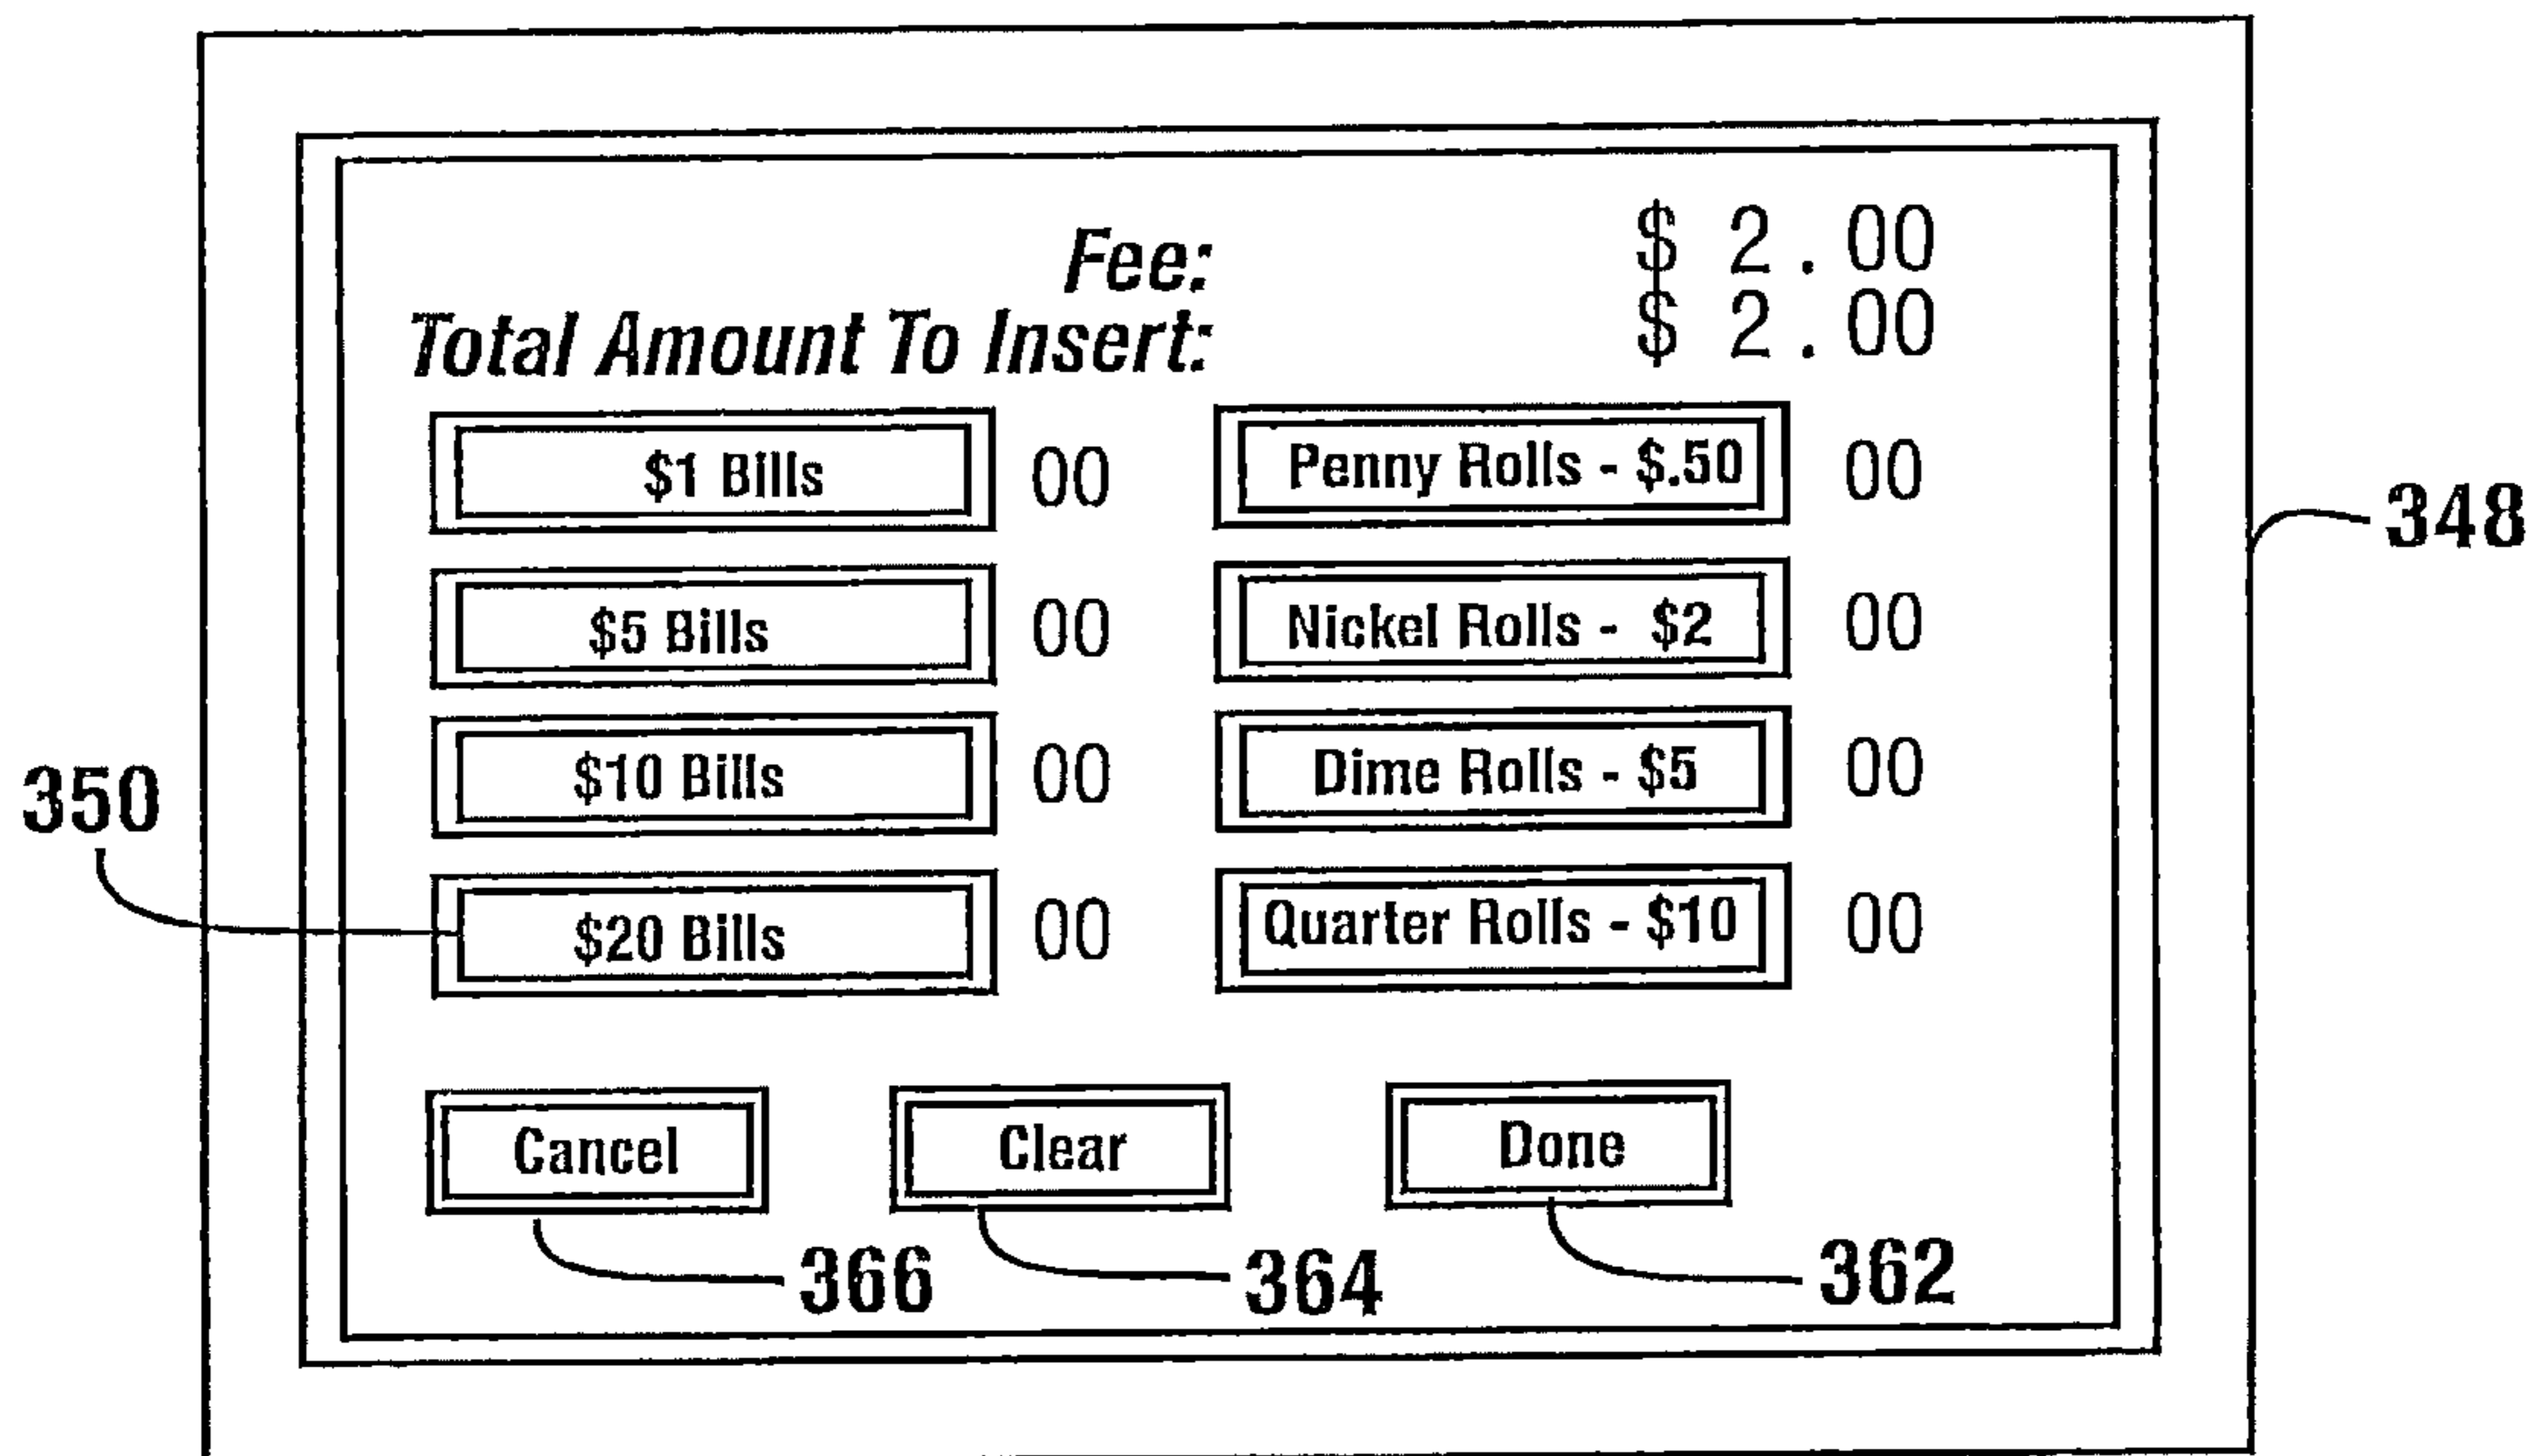 Fee: $ 2.00
Total Amount To Insert: $ 2.00
$1 Bills 00 Penny Rolls - $.50 00
348
$5 Bills 00 Nickel Rolls - $2 00
$10 Bills 00 Dime Rolls - $5 00
350
$20 Bills 00 Quarter Rolls - $10 00
Cancel Clear Done
366 364 362